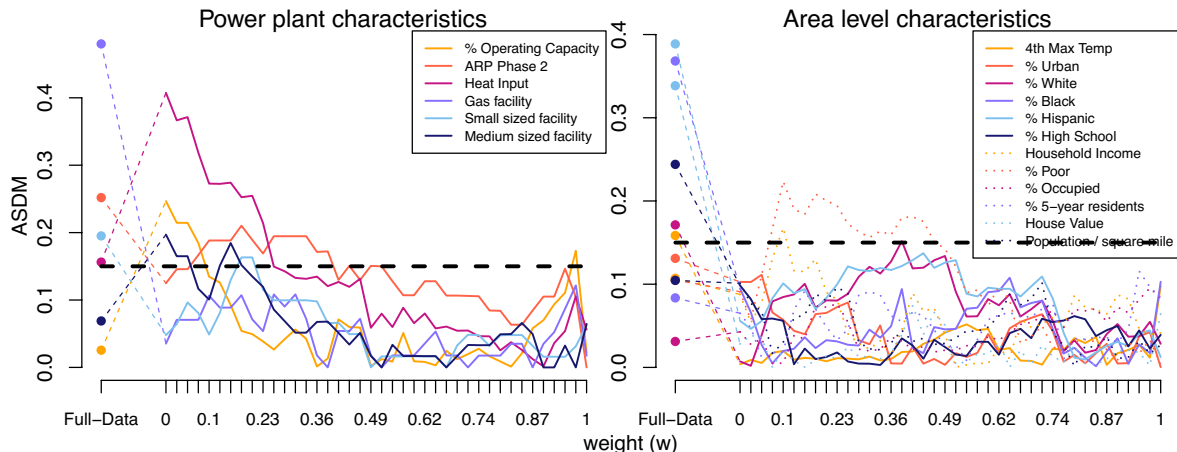 Power plant characteristics
ASDM
0.0
0.1
0.2
0.3
0.4
% Operating Capacity
ARP Phase 2
Heat Input
Gas facility
Small sized facility
Medium sized facility
Full−Data
0
0.1
0.23
0.36
0.49
0.62
0.74
0.87
1
Area level characteristics
0.0
0.1
0.2
0.3
0.4
4th Max Temp
% Urban
% White
% Black
% Hispanic
% High School
Household Income
% Poor
% Occupied
% 5−year residents
House Value
Population / square mile
Full−Data
0
0.1
0.23
0.36
0.49
0.62
0.74
0.87
1
weight (w)